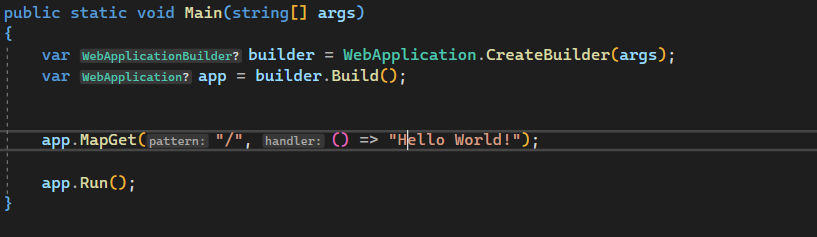 public static void Main(string[] args)
{
var WebApplicationBuilder? builder = WebApplication.CreateBuilder(args);
var WebApplication? app = builder.Build();
app.MapGet(pattern: "/", handler: () => "Hello World!");
app.Run();
}